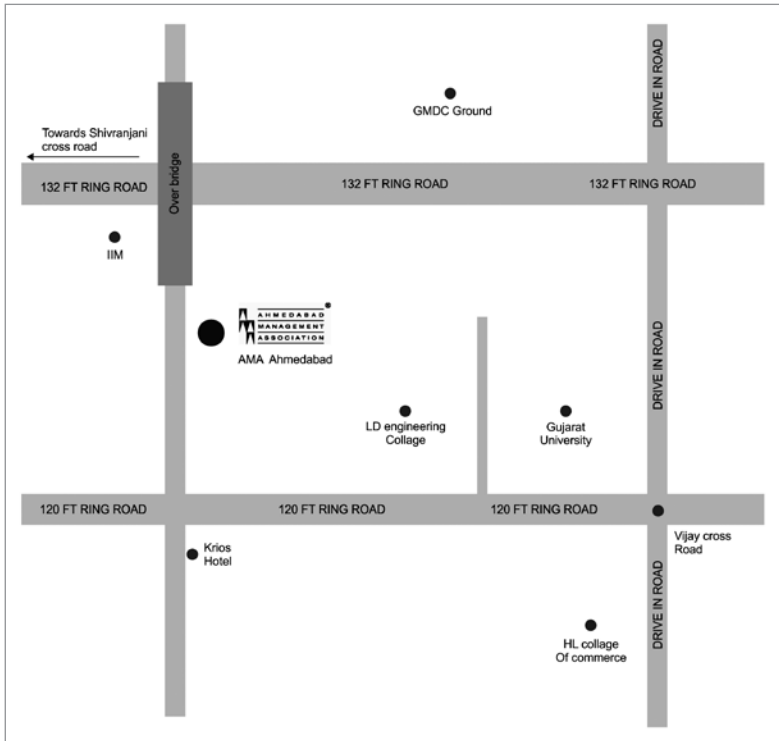 DRIVE IN ROAD
GMDC Ground
Towards Shivranjani
cross road
Over bridge
132 FT RING ROAD
132 FT RING ROAD
132 FT RING ROAD
IIM
AHMEDABAD
MANAGEMENT
ASSOCIATION
AMA Ahmedabad
DRIVE IN ROAD
LD engineering
Collage
Gujarat
University
120 FT RING ROAD
120 FT RING ROAD
120 FT RING ROAD
Vijay cross
Road
Krios
Hotel
DRIVE IN ROAD
HL collage
Of commerce